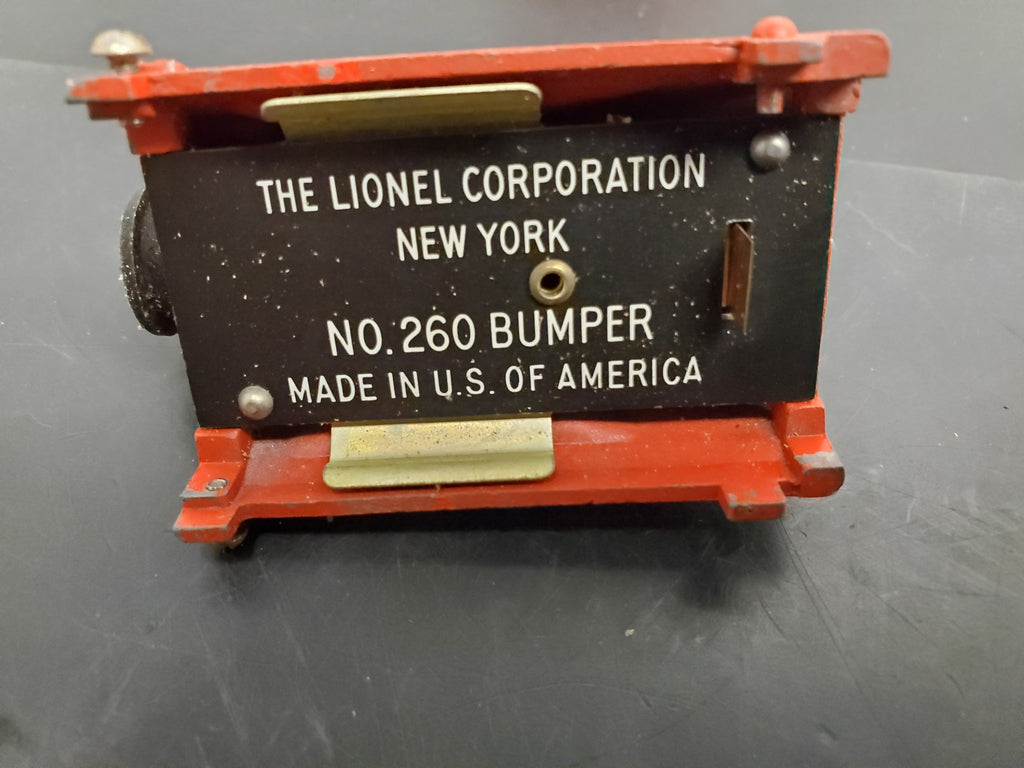 THE LIONEL CORPORATION
NEW YORK
NO. 260 BUMPER
MADE IN U.S. OF AMERICA